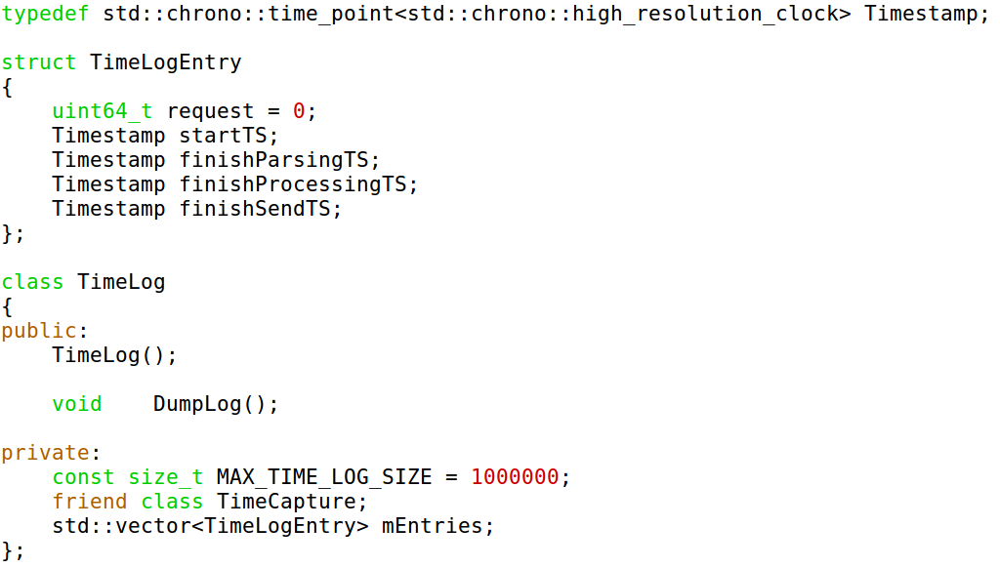 typedef std::chrono::time_point<std::chrono::high_resolution_clock> Timestamp;

struct TimeLogEntry
{
    uint64_t request = 0;
    Timestamp startTS;
    Timestamp finishParsingTS;
    Timestamp finishProcessingTS;
    Timestamp finishSendTS;
};

class TimeLog
{
public:
    TimeLog();

    void    DumpLog();

private:
    const size_t MAX_TIME_LOG_SIZE = 1000000;
    friend class TimeCapture;
    std::vector<TimeLogEntry> mEntries;
};